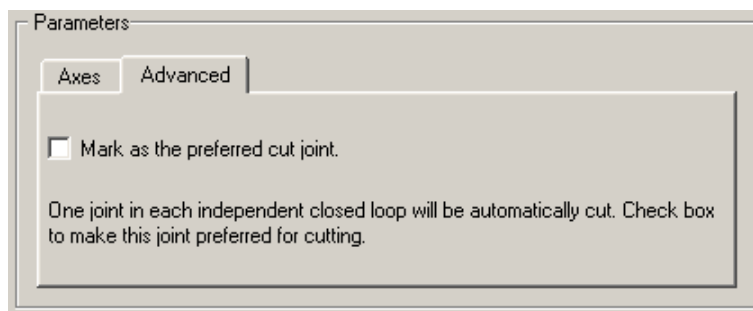 Parameters
Axes Advanced
Mark as the preferred cut joint.
One joint in each independent closed loop will be automatically cut. Check box
to make this joint preferred for cutting.